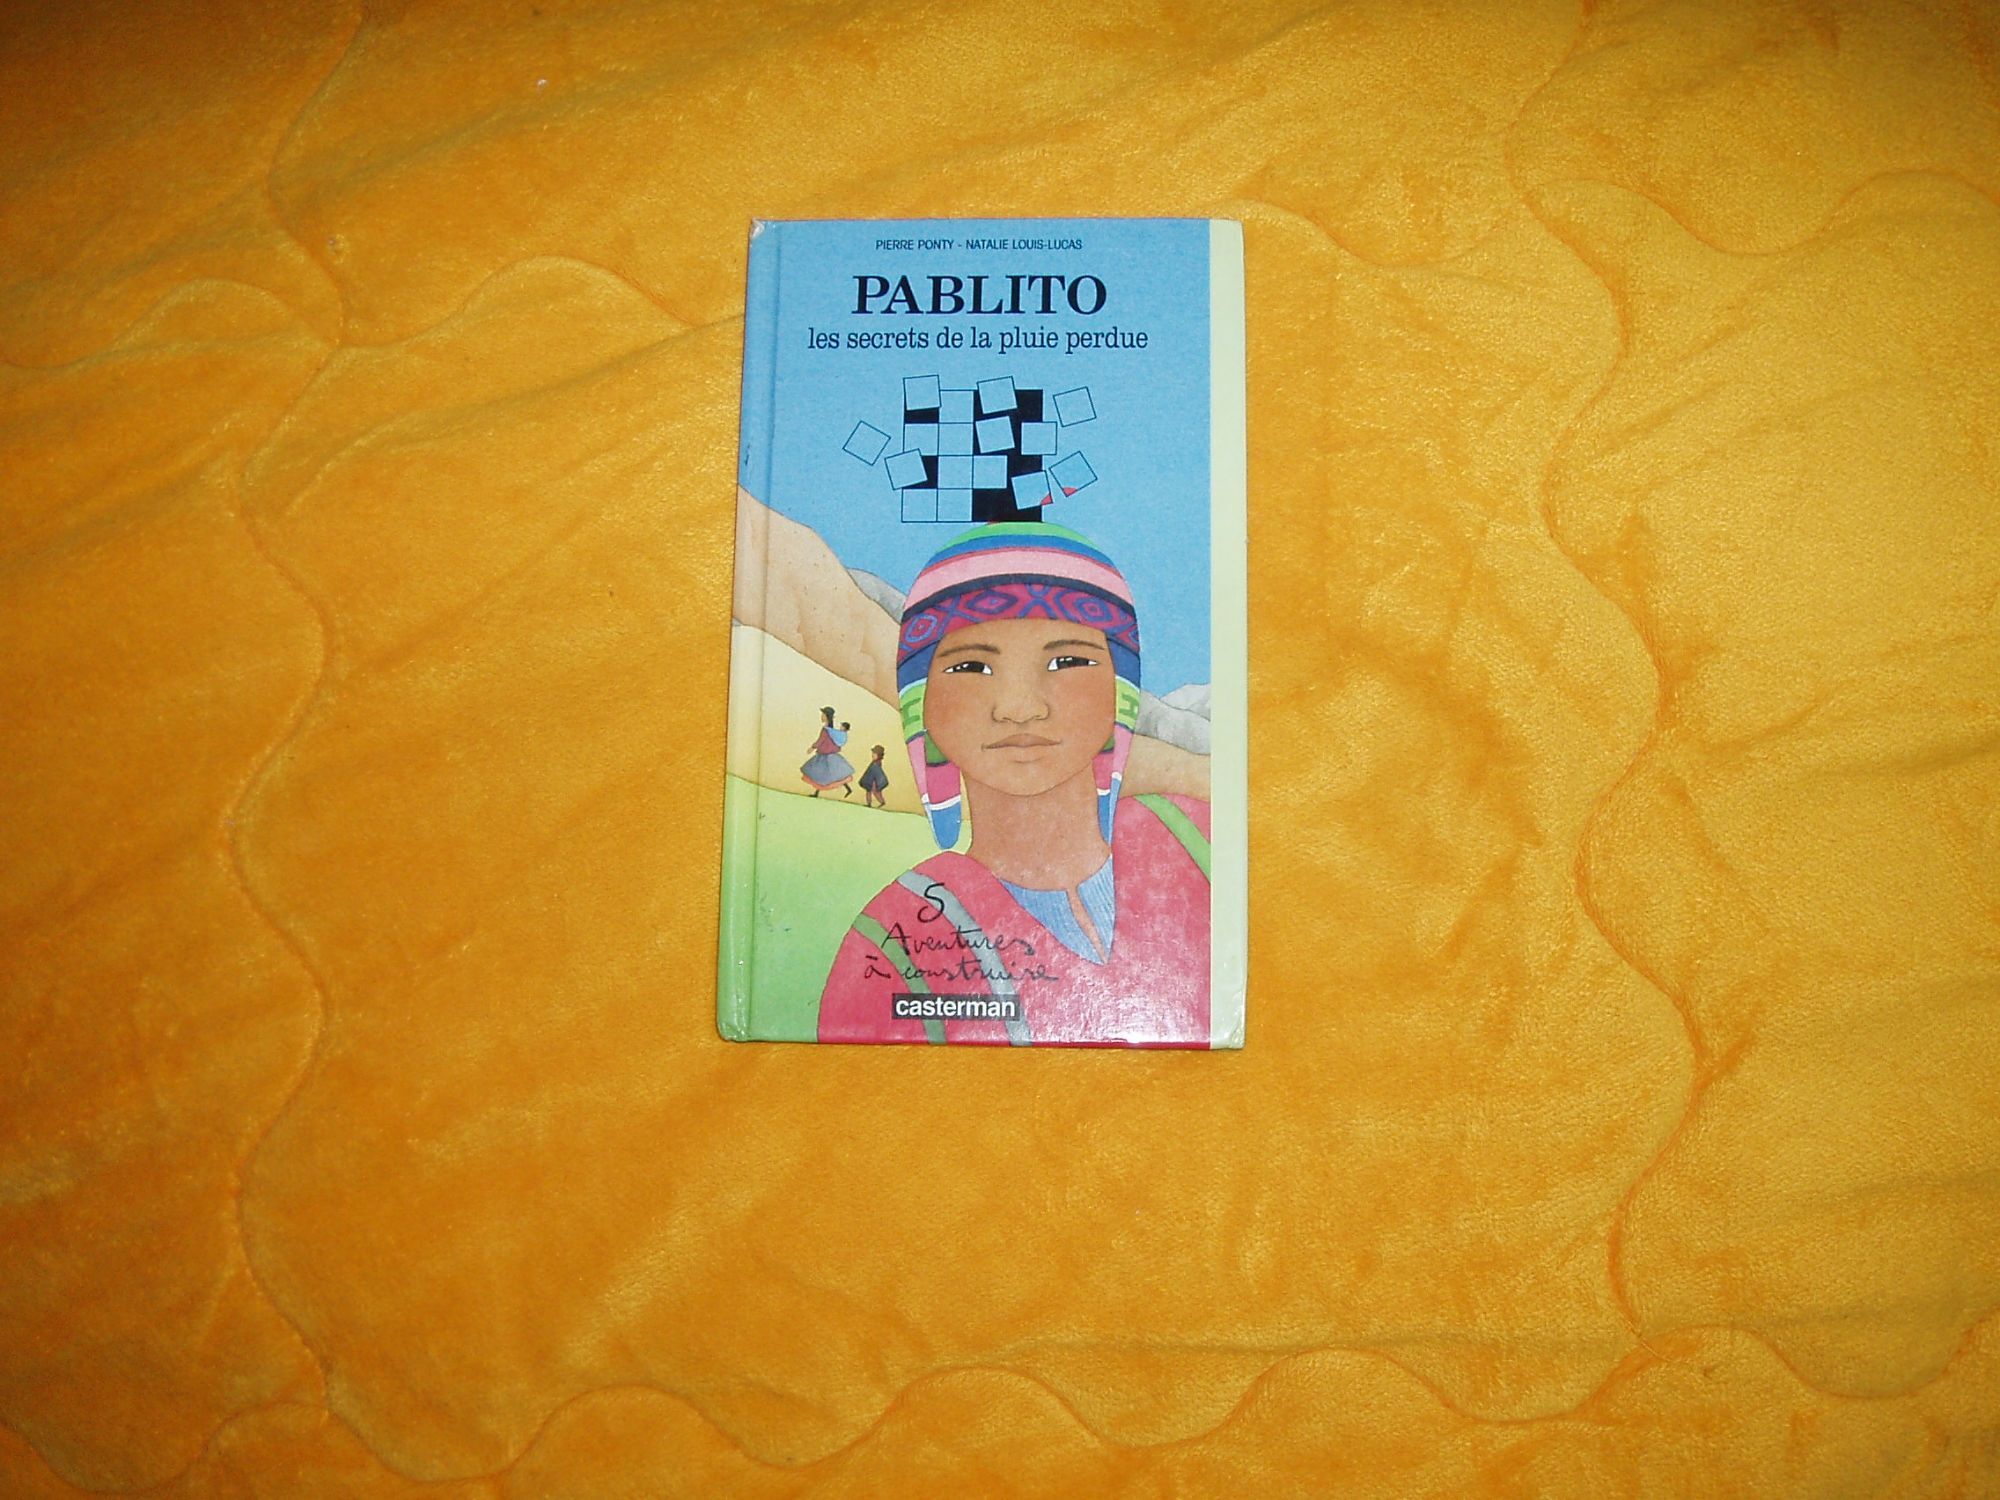 PIERRE PONTY - NATALIE LOUIS-LUCAS
PABLITO
les secrets de la pluie perdue
5
Aventures
à construire
casterman